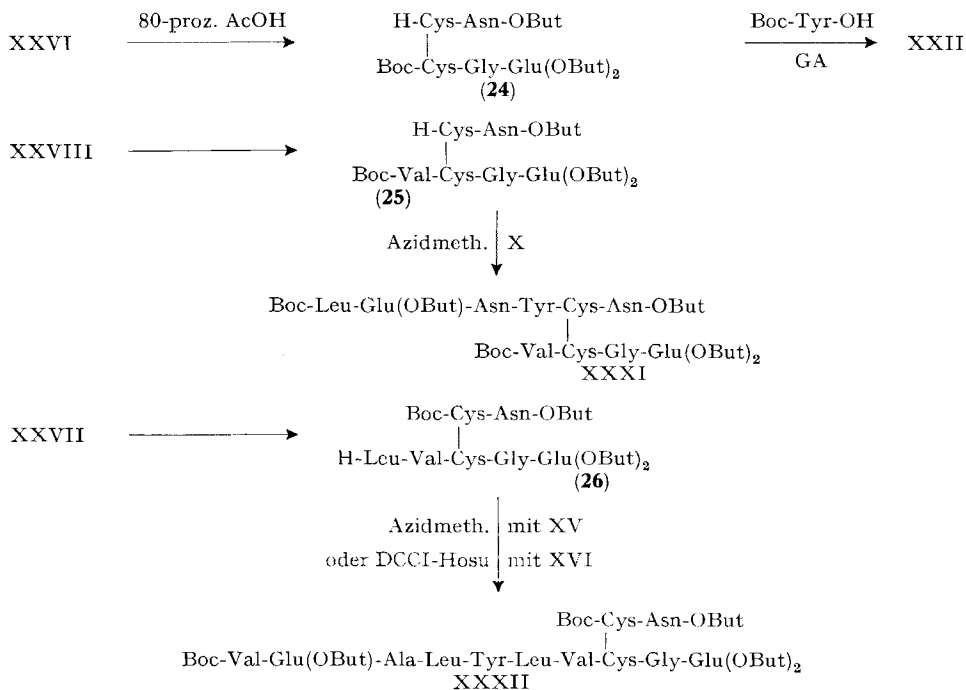 XXVI 80-proz. AcOH H-Cys-Asn-OBut Boc-Tyr-OH XXII
Boc-Cys-Gly-Glu(OBut)₂ GA
(24)
XXVIII H-Cys-Asn-OBut
Boc-Val-Cys-Gly-Glu(OBut)₂
(25)
Azidmeth. X
Boc-Leu-Glu(OBut)-Asn-Tyr-Cys-Asn-OBut
Boc-Val-Cys-Gly-Glu(OBut)₂
XXXI
XXVII Boc-Cys-Asn-OBut
H-Leu-Val-Cys-Gly-Glu(OBut)₂
(26)
Azidmeth. mit XV
oder DCCI-Hosu mit XVI
Boc-Cys-Asn-OBut
Boc-Val-Glu(OBut)-Ala-Leu-Tyr-Leu-Val-Cys-Gly-Glu(OBut)₂
XXXII